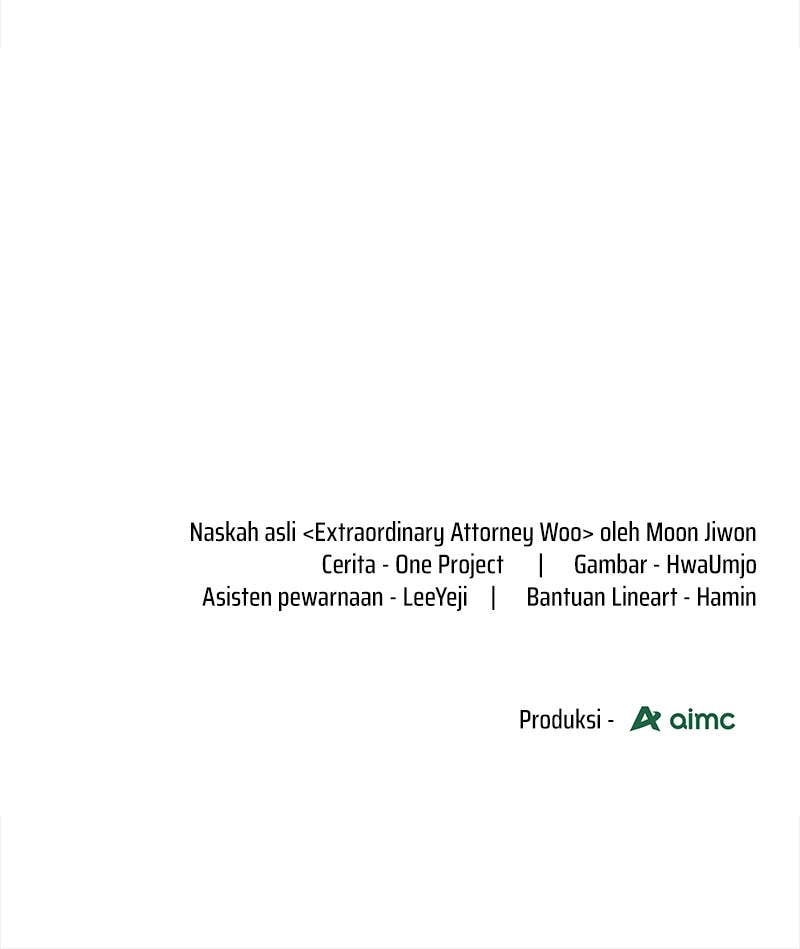 Naskah asli <Extraordinary Attorney Woo> oleh Moon Jiwon
Cerita - One Project | Gambar - HwaUmjo
Asisten pewarnaan - LeeYeji | Bantuan Lineart - Hamin
Produksi - aimc